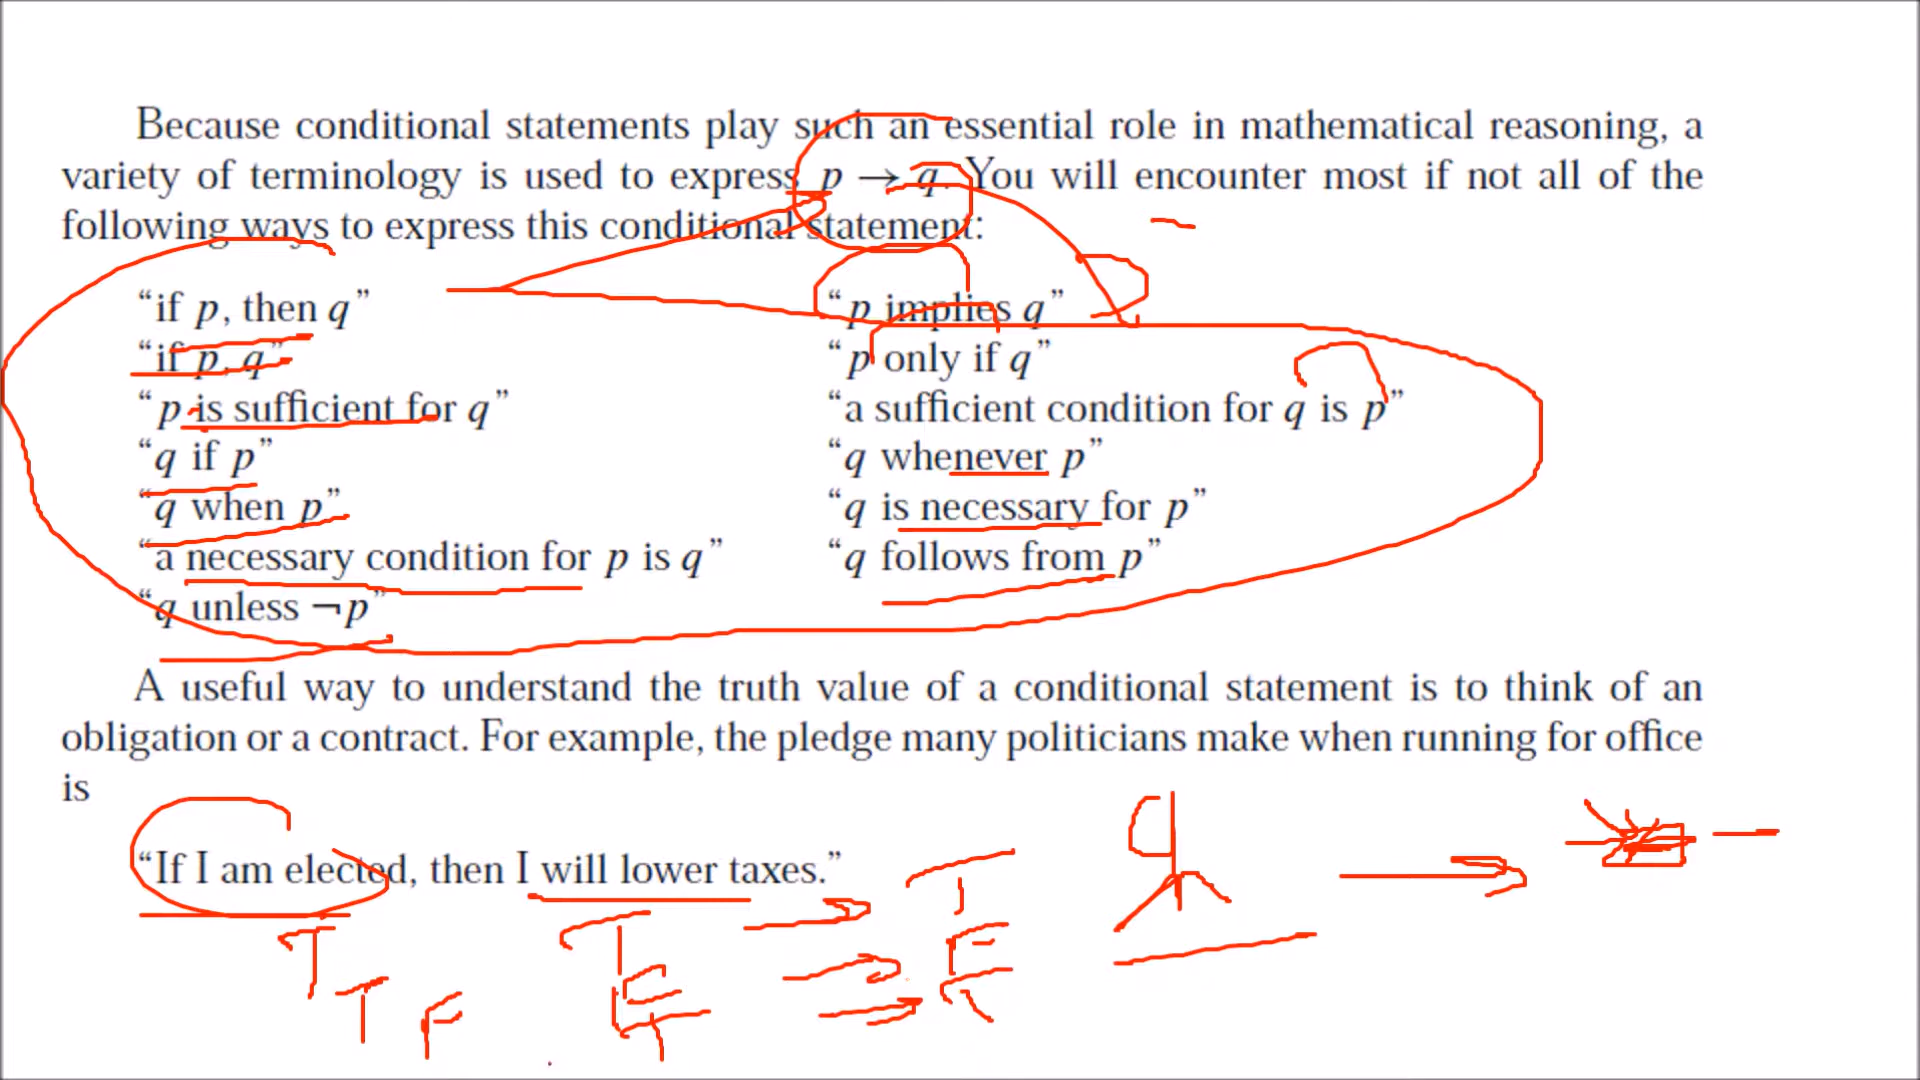 Because conditional statements play such an essential role in mathematical reasoning, a
variety of terminology is used to express p → q. You will encounter most if not all of the
following ways to express this conditional statement:
“if p, then q” “p implies q”
“if p, q” “p only if q”
“p is sufficient for q” “a sufficient condition for q is p”
“q if p” “q whenever p”
“q when p” “q is necessary for p”
“a necessary condition for p is q” “q follows from p”
“q unless ¬p”
A useful way to understand the truth value of a conditional statement is to think of an
obligation or a contract. For example, the pledge many politicians make when running for office
is
“If I am elected, then I will lower taxes.”
T T → T
T F
F